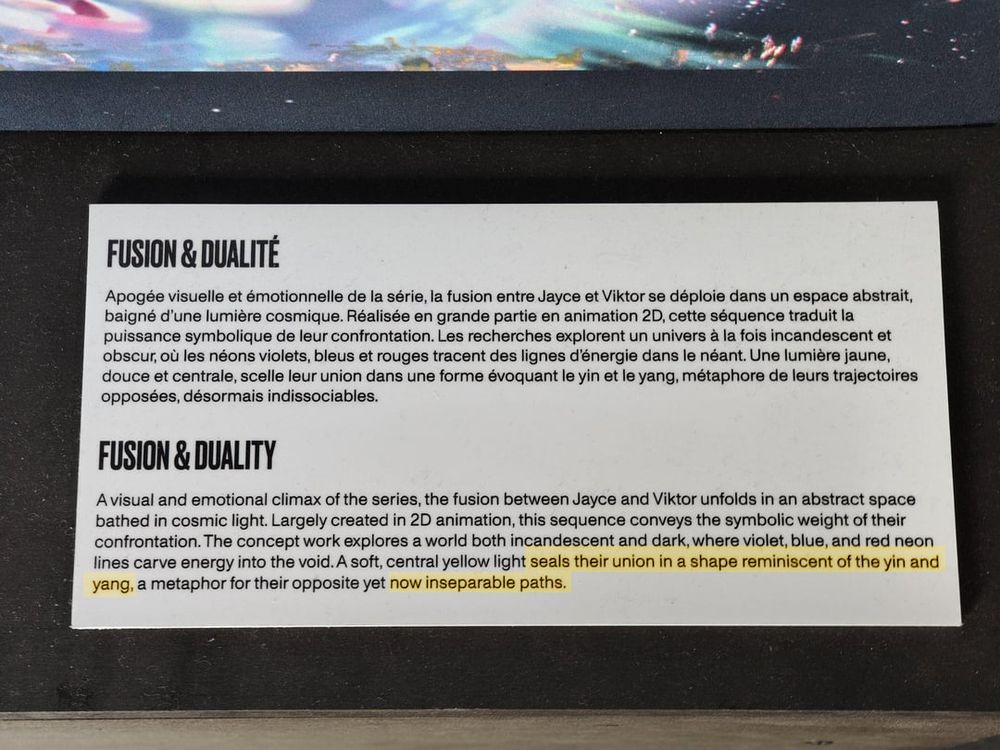 FUSION & DUALITÉ
Apogée visuelle et émotionnelle de la série, la fusion entre Jayce et Viktor se déploie dans un espace abstrait,
baigné d'une lumière cosmique. Réalisée en grande partie en animation 2D, cette séquence traduit la
puissance symbolique de leur confrontation. Les recherches explorent un univers à la fois incandescent et
obscur, où les néons violets, bleus et rouges tracent des lignes d'énergie dans le néant. Une lumière jaune,
douce et centrale, scelle leur union dans une forme évoquant le yin et le yang, métaphore de leurs trajectoires
opposées, désormais indissociables.
FUSION & DUALITY
A visual and emotional climax of the series, the fusion between Jayce and Viktor unfolds in an abstract space
bathed in cosmic light. Largely created in 2D animation, this sequence conveys the symbolic weight of their
confrontation. The concept work explores a world both incandescent and dark, where violet, blue, and red neon
lines carve energy into the void. A soft, central yellow light seals their union in a shape reminiscent of the yin and
yang, a metaphor for their opposite yet now inseparable paths.